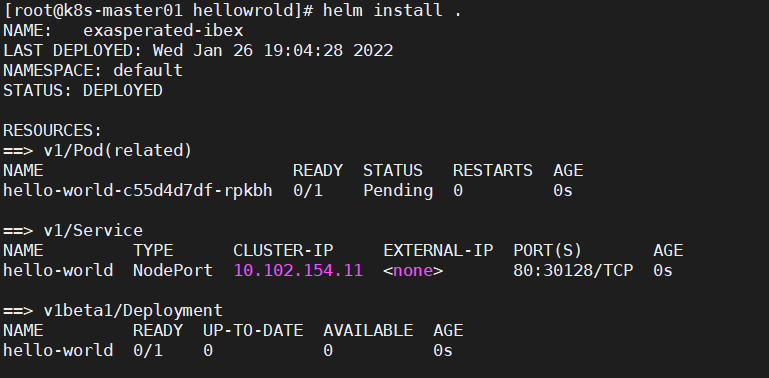 [root@k8s-master01 hellowrold]# helm install .
NAME:   exasperated-ibex
LAST DEPLOYED: Wed Jan 26 19:04:28 2022
NAMESPACE: default
STATUS: DEPLOYED

RESOURCES:
==> v1/Pod(related)
NAME                         READY  STATUS   RESTARTS  AGE
hello-world-c55d4d7df-rpkbh  0/1    Pending  0         0s

==> v1/Service
NAME         TYPE      CLUSTER-IP     EXTERNAL-IP  PORT(S)       AGE
hello-world  NodePort  10.102.154.11  <none>       80:30128/TCP  0s

==> v1beta1/Deployment
NAME         READY  UP-TO-DATE  AVAILABLE  AGE
hello-world  0/1    0           0          0s